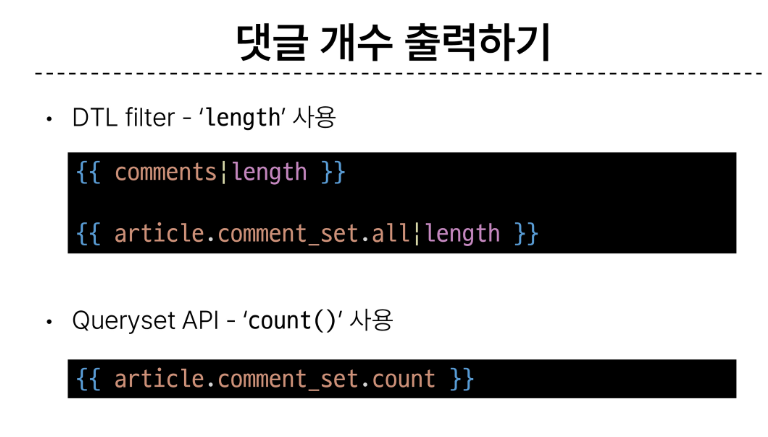 댓글 개수 출력하기
• DTL filter - ‘length’ 사용
{{ comments|length }}
{{ article.comment_set.all|length }}
• Queryset API - ‘count()‘ 사용
{{ article.comment_set.count }}